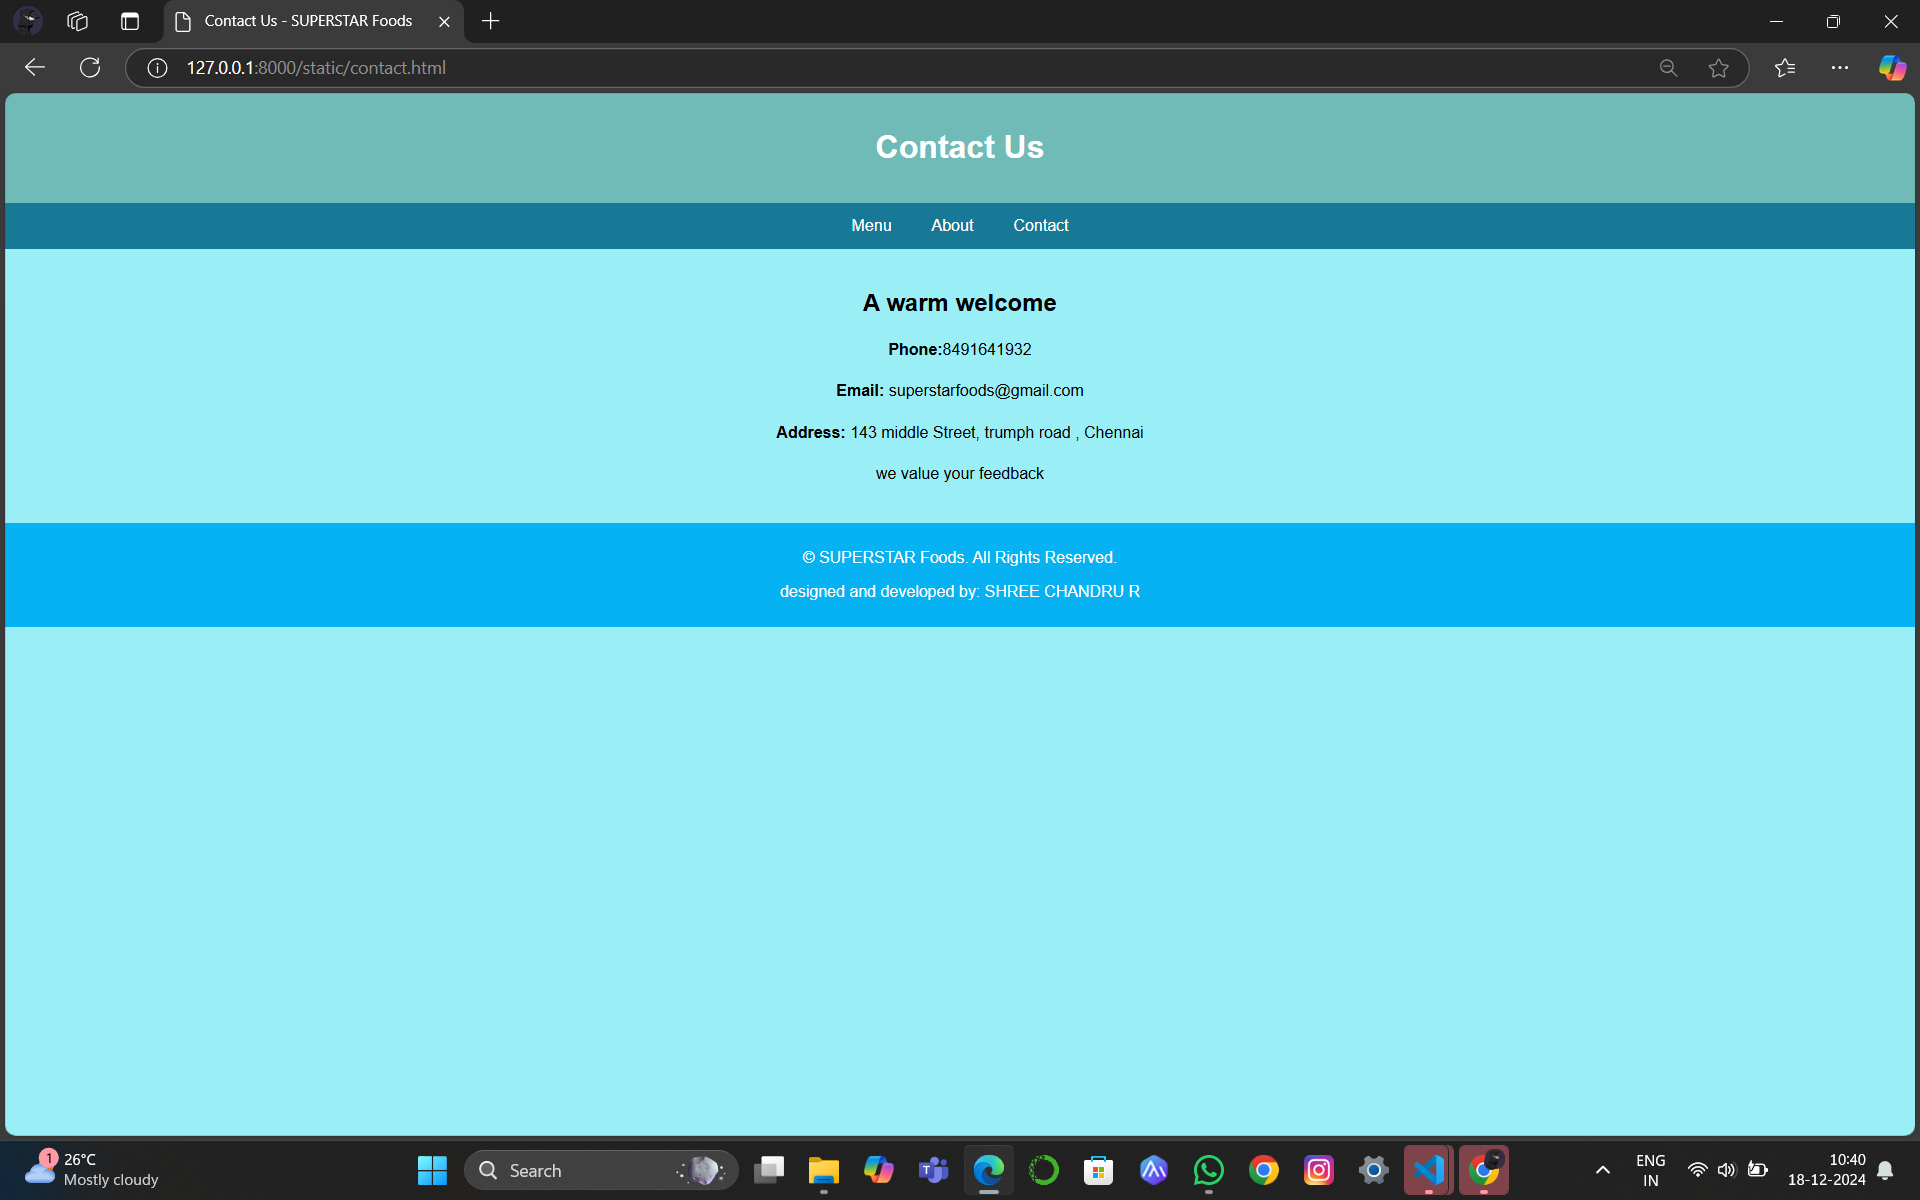 Contact Us - SUPERSTAR Foods
127.0.0.1:8000/static/contact.html
Contact Us
Menu About Contact
A warm welcome
Phone:8491641932
Email: superstarfoods@gmail.com
Address: 143 middle Street, trumph road , Chennai
we value your feedback
© SUPERSTAR Foods. All Rights Reserved.
designed and developed by: SHREE CHANDRU R
1
26°C
Mostly cloudy
Search
ENG
IN
10:40
18-12-2024